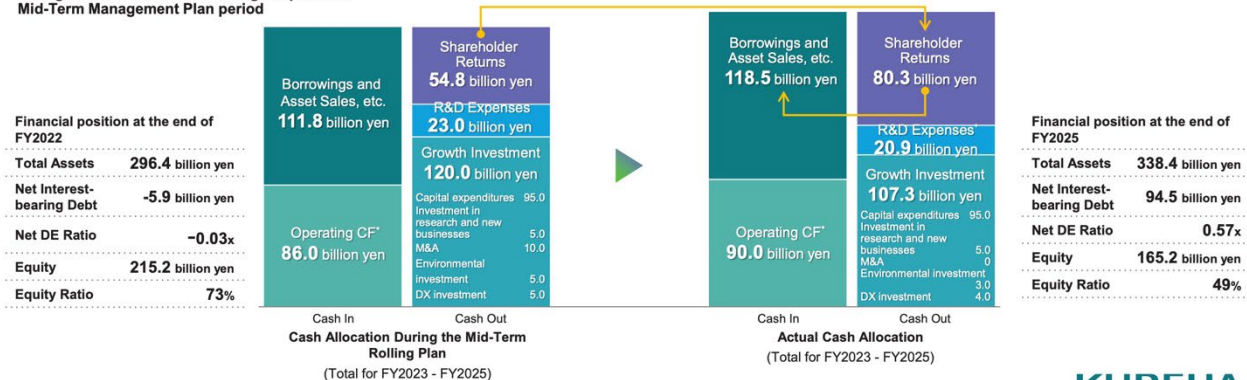 Mid-Term Management Plan period
Financial position at the end of
FY2022
Total Assets 296.4 billion yen
Net Interest-
bearing Debt -5.9 billion yen
Net DE Ratio −0.03x
Equity 215.2 billion yen
Equity Ratio 73%
Borrowings and
Asset Sales, etc.
111.8 billion yen
Operating CF*
86.0 billion yen
Cash In
Shareholder
Returns
54.8 billion yen
R&D Expenses
23.0 billion yen
Growth Investment
120.0 billion yen
Capital expenditures 95.0
Investment in
research and new
businesses 5.0
M&A 10.0
Environmental
investment 5.0
DX investment 5.0
Cash Out
Cash Allocation During the Mid-Term
Rolling Plan
(Total for FY2023 - FY2025)
Borrowings and
Asset Sales, etc.
118.5 billion yen
Operating CF*
90.0 billion yen
Cash In
Shareholder
Returns
80.3 billion yen
R&D Expenses*
20.9 billion yen
Growth Investment
107.3 billion yen
Capital expenditures 95.0
Investment in
research and new
businesses 5.0
M&A 0
Environmental investment
3.0
DX investment 4.0
Cash Out
Actual Cash Allocation
(Total for FY2023 - FY2025)
Financial position at the end of
FY2025
Total Assets 338.4 billion yen
Net Interest-
bearing Debt 94.5 billion yen
Net DE Ratio 0.57x
Equity 165.2 billion yen
Equity Ratio 49%
KUREHA